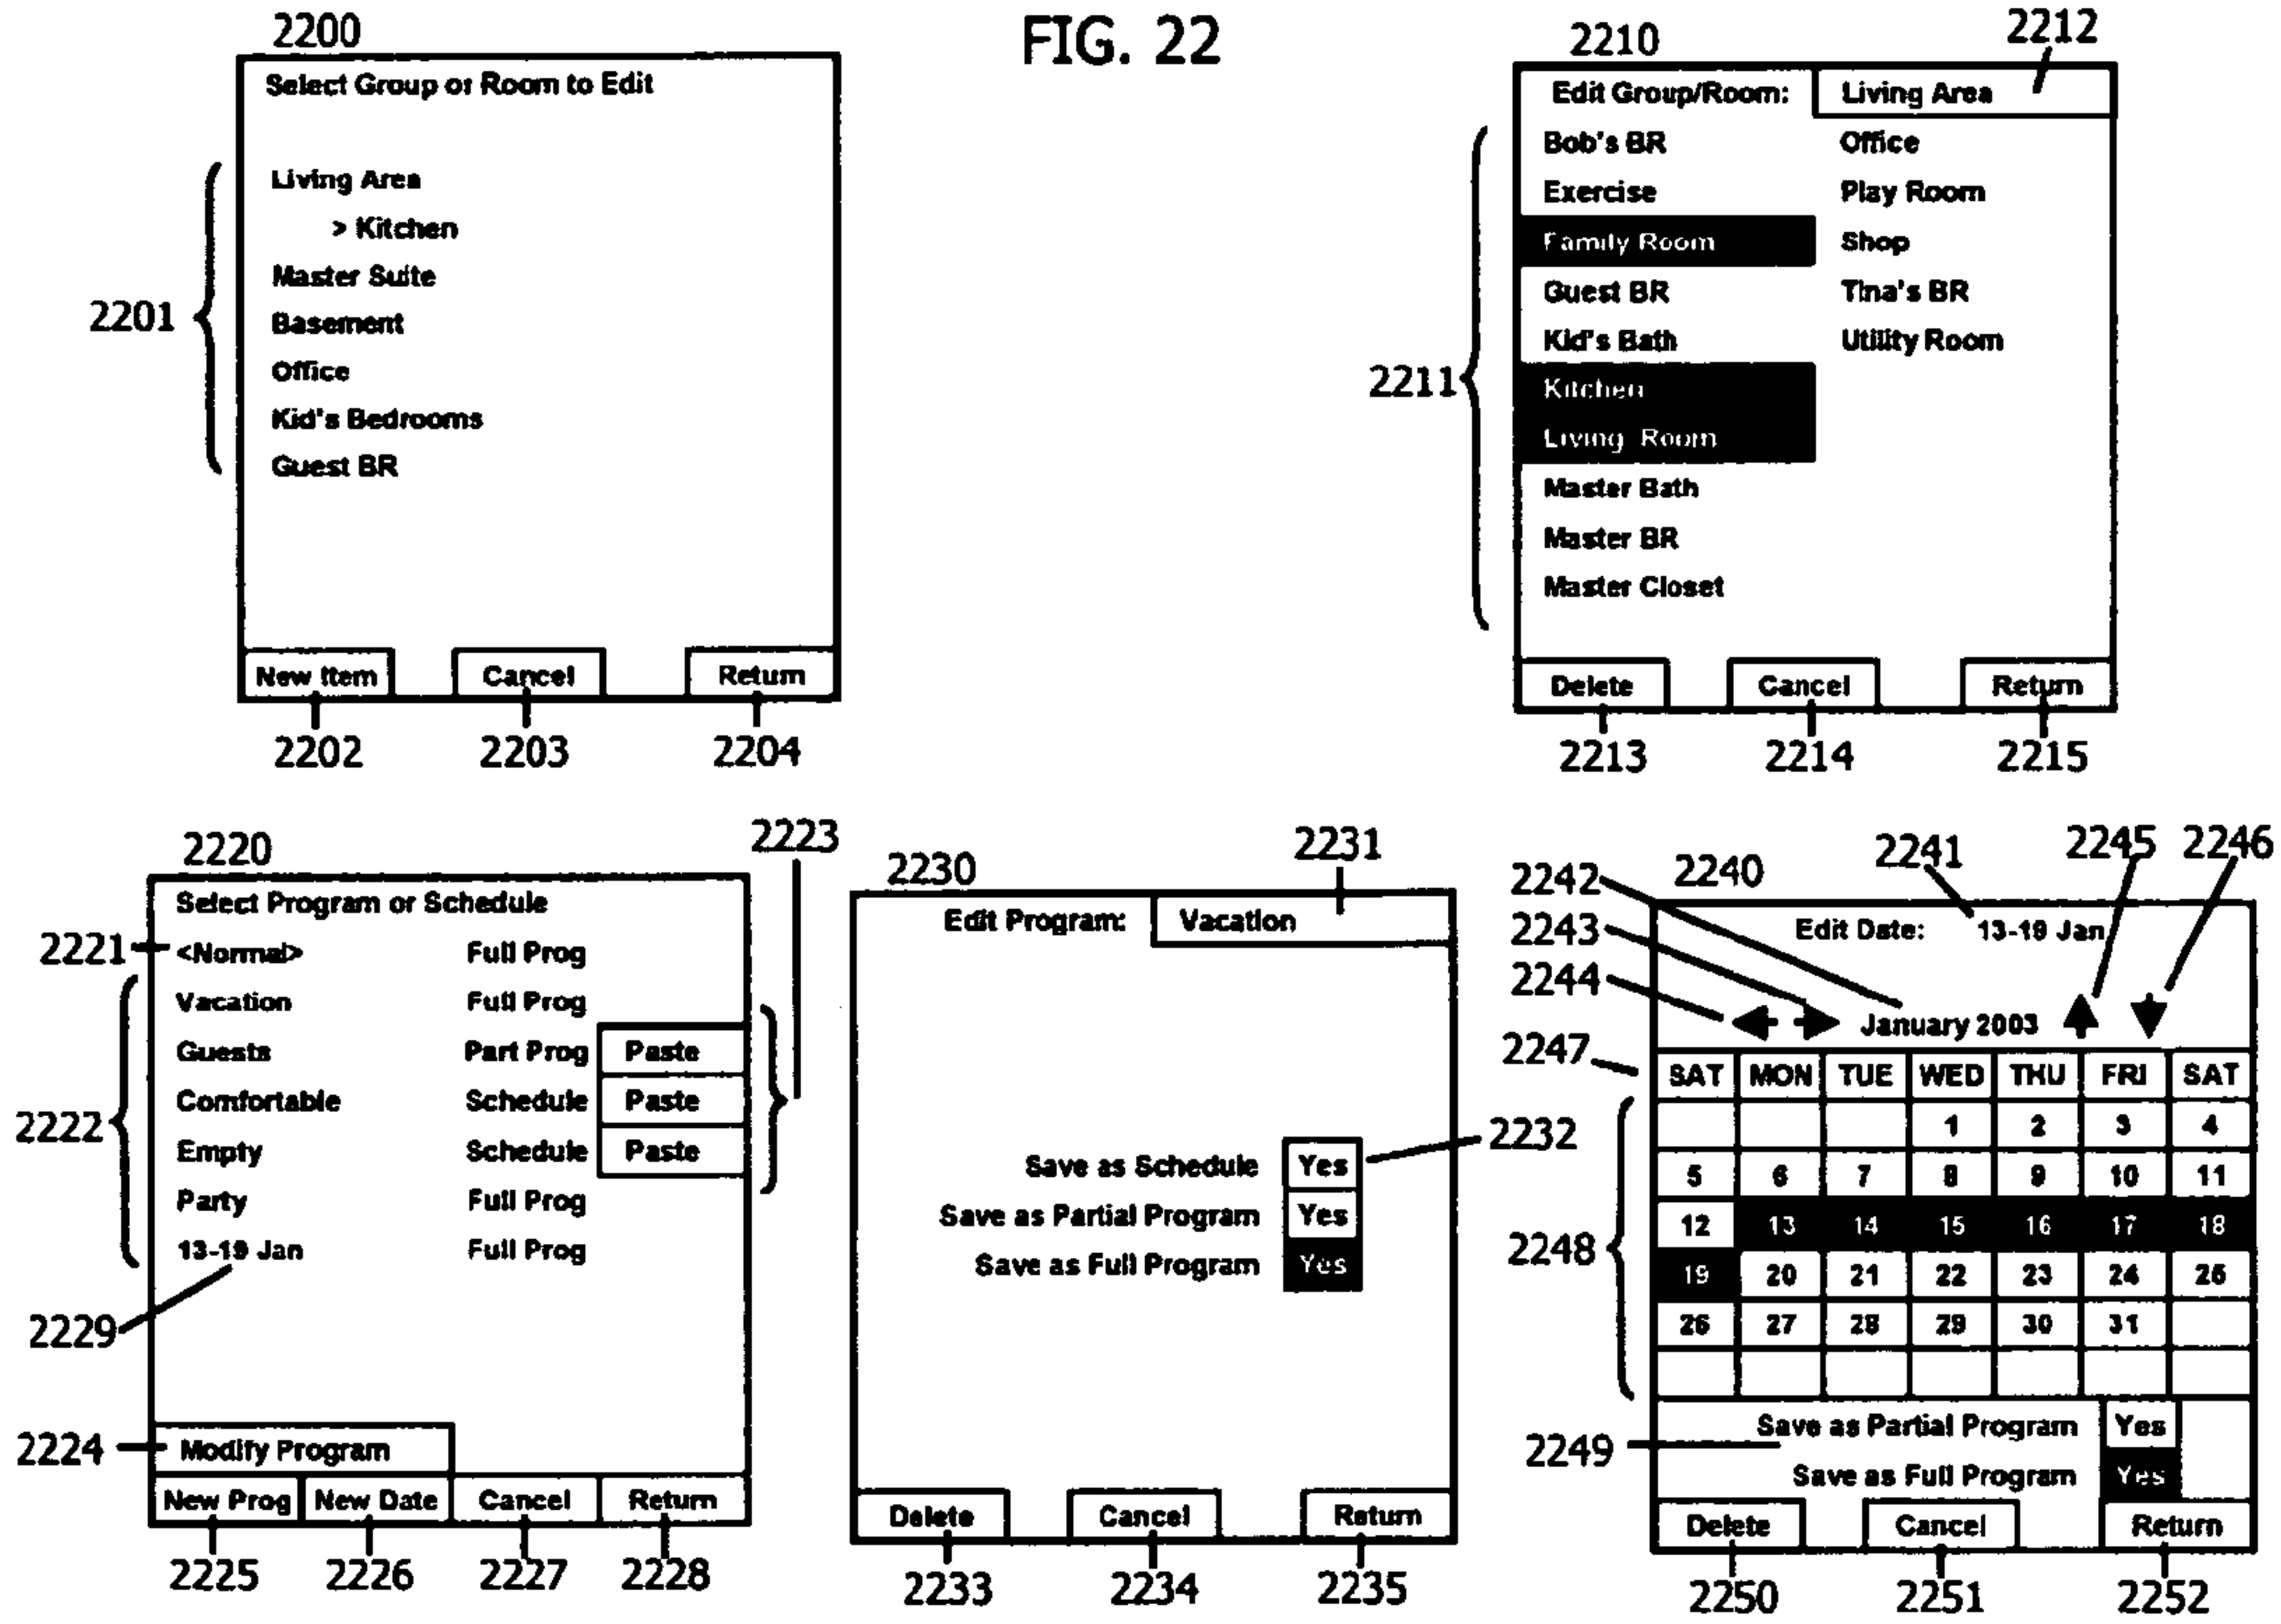 FIG. 22
2200
Select Group or Room to Edit
2201
Living Area
> Kitchen
Master Suite
Basement
Office
Kid's Bedrooms
Guest BR
New Item Cancel Return
2202 2203 2204
2210 2212
Edit Group/Room: Living Area
2211
Bob's BR Office
Exercise Play Room
Family Room Shop
Guest BR Tina's BR
Kid's Bath Utility Room
Kitchen
Living Room
Master Bath
Master BR
Master Closet
Delete Cancel Return
2213 2214 2215
2220 2223
Select Program or Schedule
2221 <Normal> Full Prog
2222
Vacation Full Prog
Guests Part Prog Paste
Comfortable Schedule Paste
Empty Schedule Paste
Party Full Prog
13-19 Jan Full Prog
2229
2224 Modify Program
New Prog New Date Cancel Return
2225 2226 2227 2228
2230 2231
Edit Program: Vacation
Save as Schedule Yes 2232
Save as Partial Program Yes
Save as Full Program Yes
Delete Cancel Return
2233 2234 2235
2240 2241 2245 2246
2242
2243
2244
Edit Date: 13-19 Jan
January 2003
2247 SAT MON TUE WED THU FRI SAT
2248
1 2 3 4
5 6 7 8 9 10 11
12 13 14 15 16 17 18
19 20 21 22 23 24 25
26 27 28 29 30 31
2249
Save as Partial Program Yes
Save as Full Program Yes
Delete Cancel Return
2250 2251 2252